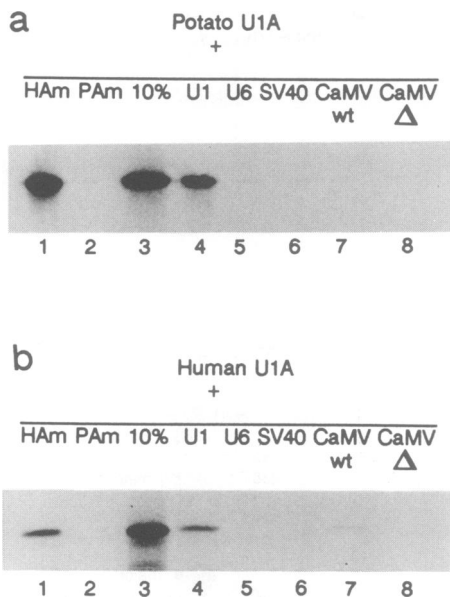 a
Potato U1A
+
HAm PAm 10% U1 U6 SV40 CaMV CaMV
wt Δ
1 2 3 4 5 6 7 8
b
Human U1A
+
HAm PAm 10% U1 U6 SV40 CaMV CaMV
wt Δ
1 2 3 4 5 6 7 8